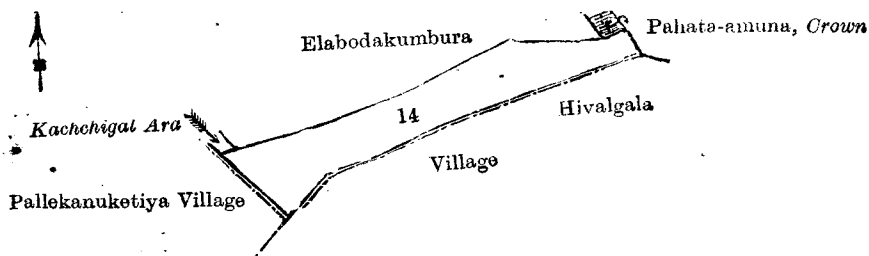 Pahata-amuna, Crown
Elabodakumbura
14
Hivalgala
Kachchigal Ara
Village
Pallekanuketiya Village